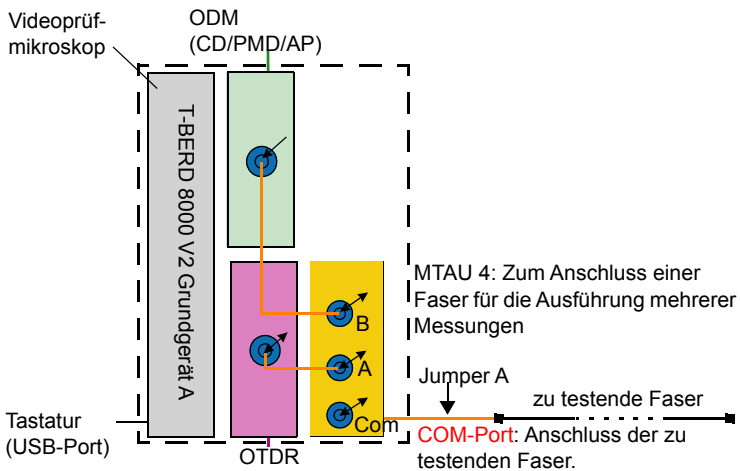 Videoprüf-
mikroskop
ODM
(CD/PMD/AP)
T-BERD 8000 V2 Grundgerät A
MTAU 4: Zum Anschluss einer
Faser für die Ausführung mehrerer
Messungen
B
A
Com
Jumper A
zu testende Faser
COM-Port: Anschluss der zu
testenden Faser.
Tastatur
(USB-Port)
OTDR